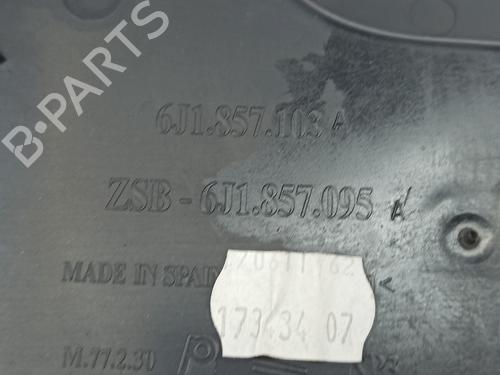 B-PARTS
6J1.857.103 A
ZSB - 6J1.857.095 A
MADE IN SPAIN
173434 07
M.77.2.30